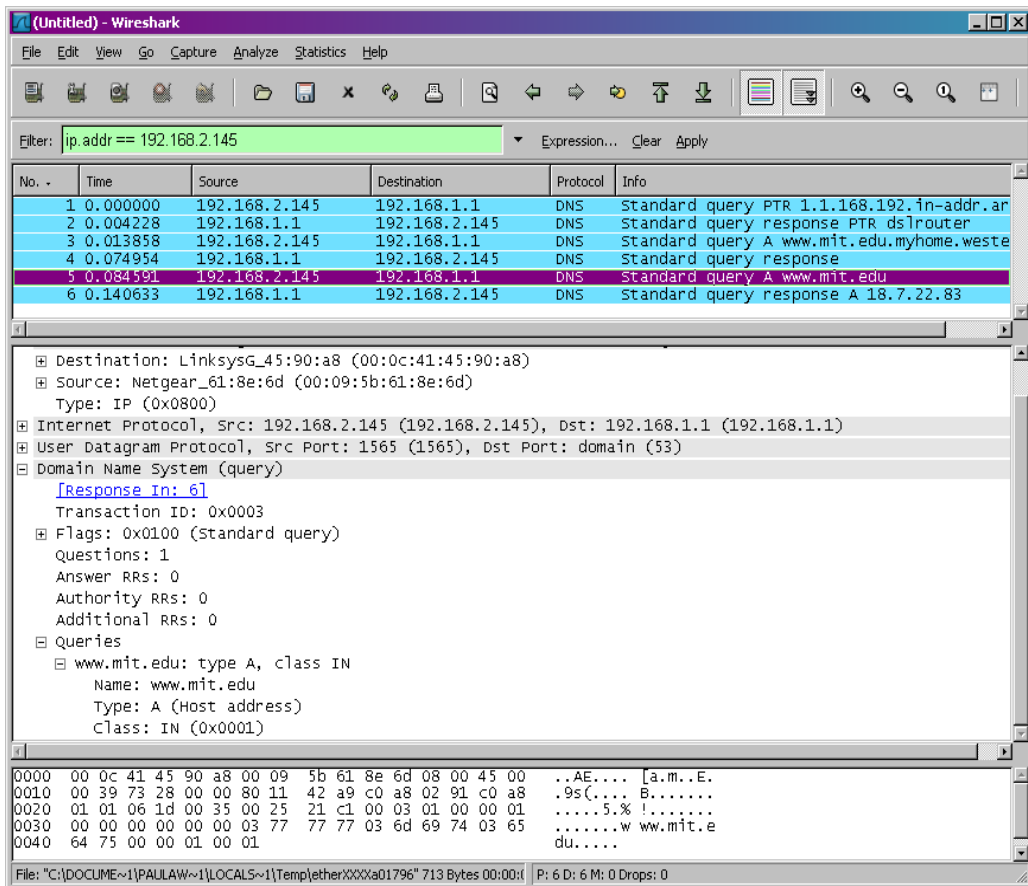 (Untitled) - Wireshark
File Edit View Go Capture Analyze Statistics Help
Filter: ip.addr == 192.168.2.145 Expression... Clear Apply
No. Time Source Destination Protocol Info
1 0.000000 192.168.2.145 192.168.1.1 DNS Standard query PTR 1.1.168.192.in-addr.ar
2 0.004228 192.168.1.1 192.168.2.145 DNS Standard query response PTR dslrouter
3 0.013858 192.168.2.145 192.168.1.1 DNS Standard query A www.mit.edu.myhome.weste
4 0.074954 192.168.1.1 192.168.2.145 DNS Standard query response
5 0.084591 192.168.2.145 192.168.1.1 DNS Standard query A www.mit.edu
6 0.140633 192.168.1.1 192.168.2.145 DNS Standard query response A 18.7.22.83
Destination: LinksysG_45:90:a8 (00:0c:41:45:90:a8)
Source: Netgear_61:8e:6d (00:09:5b:61:8e:6d)
Type: IP (0x0800)
Internet Protocol, Src: 192.168.2.145 (192.168.2.145), Dst: 192.168.1.1 (192.168.1.1)
User Datagram Protocol, Src Port: 1565 (1565), Dst Port: domain (53)
Domain Name System (query)
[Response In: 6]
Transaction ID: 0x0003
Flags: 0x0100 (Standard query)
Questions: 1
Answer RRs: 0
Authority RRs: 0
Additional RRs: 0
Queries
www.mit.edu: type A, class IN
Name: www.mit.edu
Type: A (Host address)
Class: IN (0x0001)
0000 00 0c 41 45 90 a8 00 09 5b 61 8e 6d 08 00 45 00 ..AE.... [a.m..E.
0010 00 39 73 28 00 00 80 11 42 a9 c0 a8 02 91 c0 a8 .9s(.... B.......
0020 01 01 06 1d 00 35 00 25 21 c1 00 03 01 00 00 01 .....5.% !.......
0030 00 00 00 00 00 00 03 77 77 77 03 6d 69 74 03 65 .......w ww.mit.e
0040 64 75 00 00 01 00 01 du.....
File: "C:\DOCUME~1\PAULAW~1\LOCALS~1\Temp\etherXXXXa01796" 713 Bytes 00:00:( P: 6 D: 6 M: 0 Drops: 0